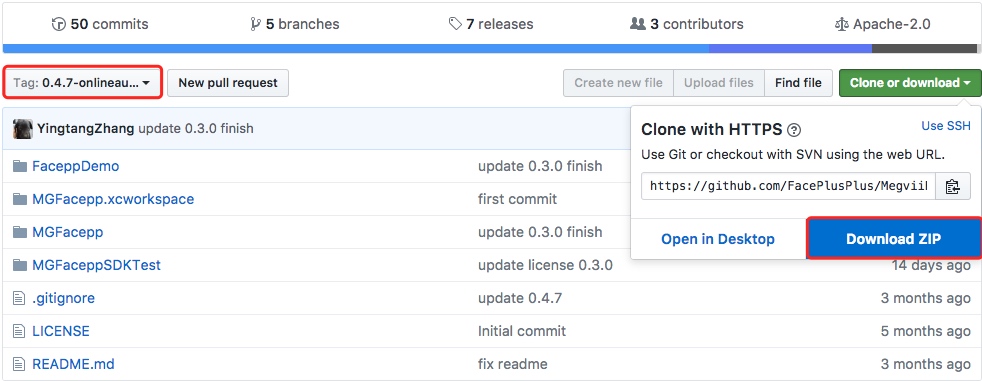 50 commits 5 branches 7 releases 3 contributors Apache-2.0
Tag: 0.4.7-onlineau... New pull request Create new file Upload files Find file Clone or download
YingtangZhang update 0.3.0 finish
Clone with HTTPS Use SSH
Use Git or checkout with SVN using the web URL.
https://github.com/FacePlusPlus/Megvii
Open in Desktop Download ZIP
FaceppDemo update 0.3.0 finish
MGFacepp.xcworkspace first commit
MGFacepp update 0.3.0 finish
MGFaceppSDKTest update license 0.3.0 14 days ago
.gitignore update 0.4.7 3 months ago
LICENSE Initial commit 5 months ago
README.md fix readme 3 months ago